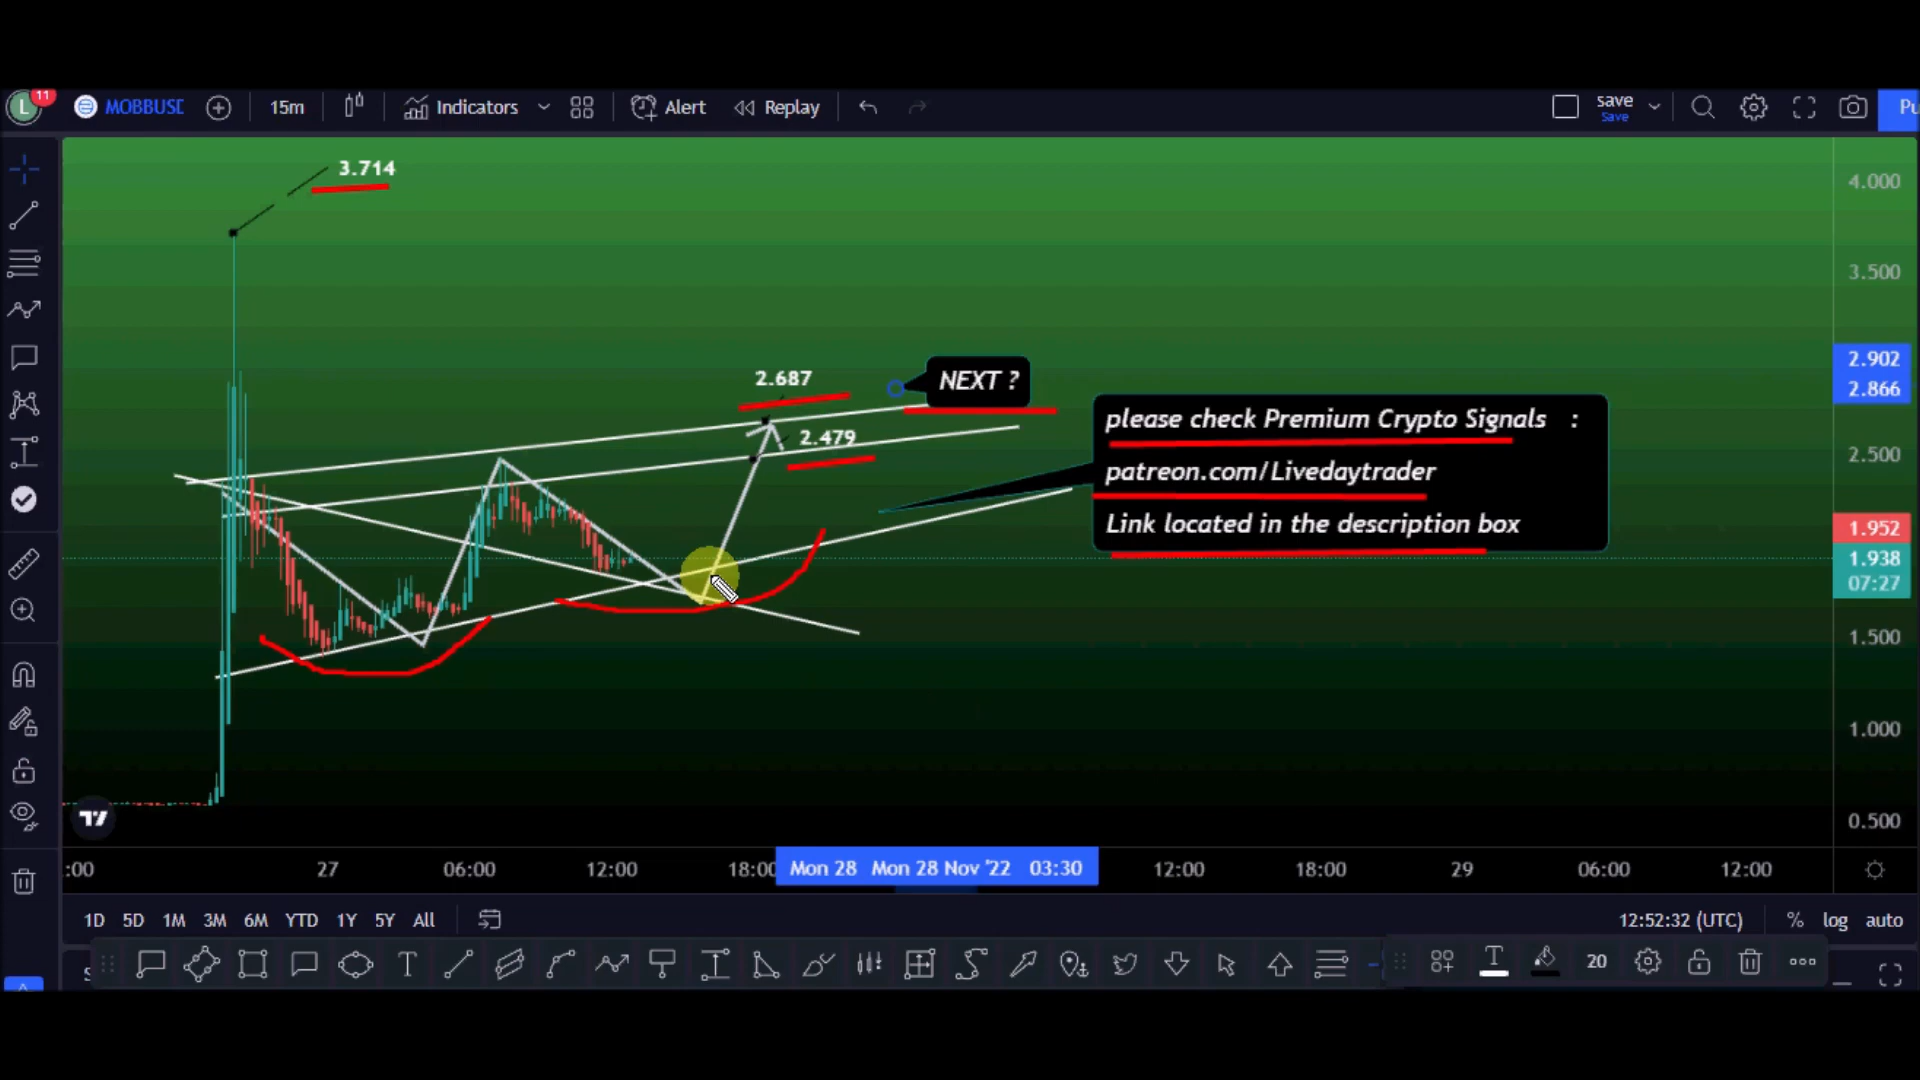 L 11 MOBBUSD 15m Indicators Alert Replay save Save
3.714
4.000
3.500
2.902
2.687
NEXT ?
2.866
please check Premium Crypto Signals :
2.479
2.500
patreon.com/Livedaytrader
Link located in the description box
1.952
1.938
07:27
1.500
1.000
0.500
:00 27 06:00 12:00 18:00 Mon 28 Mon 28 Nov '22 03:30 12:00 18:00 29 06:00 12:00
1D 5D 1M 3M 6M YTD 1Y 5Y All 12:52:32 (UTC) % log auto
T T 20